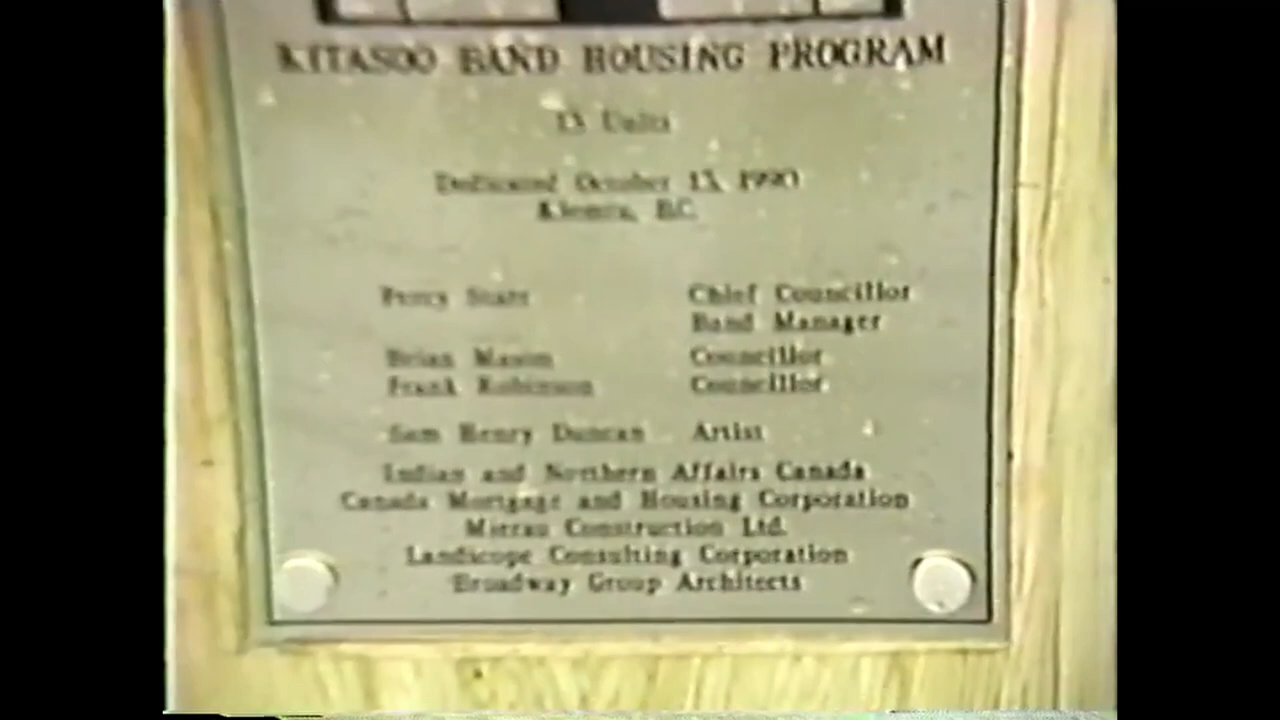 KITASOO BAND HOUSING PROGRAM
Units
Dedicated October 13, 1990
Klemtu, B.C.
Percy Starr Chief Councillor
Band Manager
Brian Mason Councillor
Frank Robinson Councillor
Sam Henry Duncan Artist
Indian and Northern Affairs Canada
Canada Mortgage and Housing Corporation
Mierau Construction Ltd.
Landscope Consulting Corporation
Broadway Group Architects